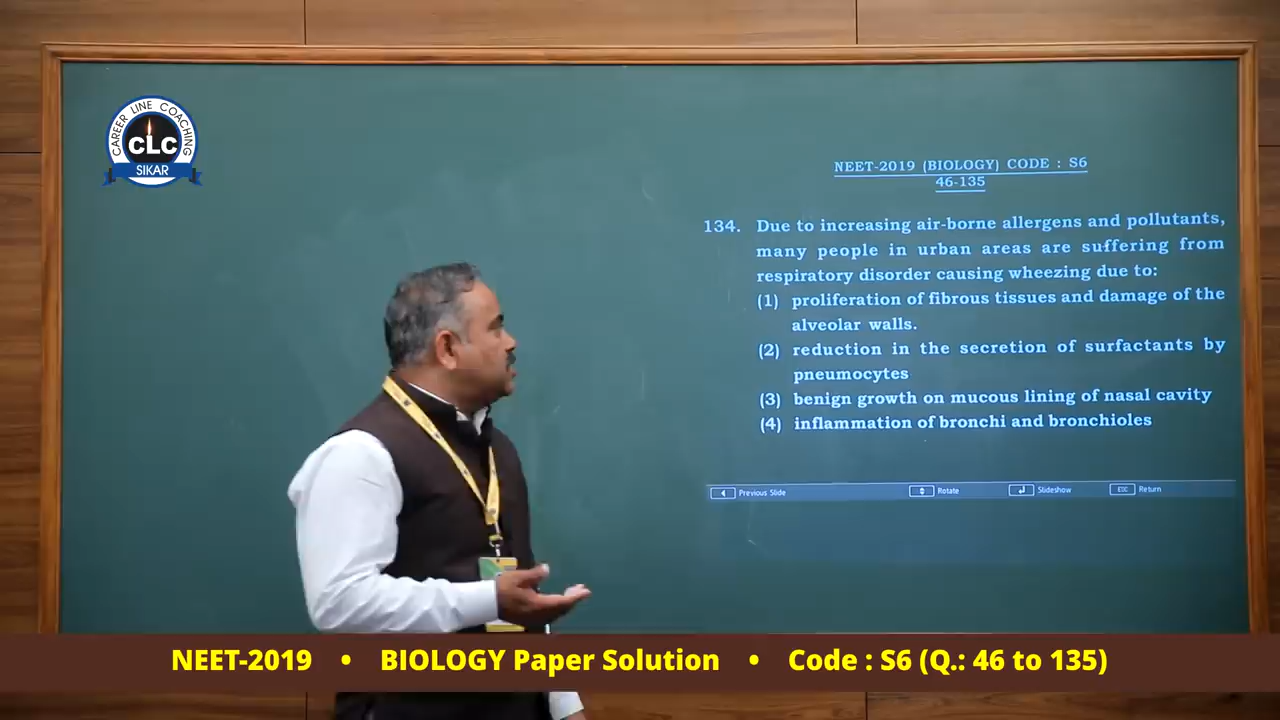 CAREER LINE COACHING
CLC
SIKAR
NEET-2019 (BIOLOGY) CODE : S6
46-135
134. Due to increasing air-borne allergens and pollutants,
many people in urban areas are suffering from
respiratory disorder causing wheezing due to:
(1) proliferation of fibrous tissues and damage of the
alveolar walls.
(2) reduction in the secretion of surfactants by
pneumocytes
(3) benign growth on mucous lining of nasal cavity
(4) inflammation of bronchi and bronchioles
Previous Slide Rotate Slideshow ESC Return
NEET-2019 • BIOLOGY Paper Solution • Code : S6 (Q.: 46 to 135)